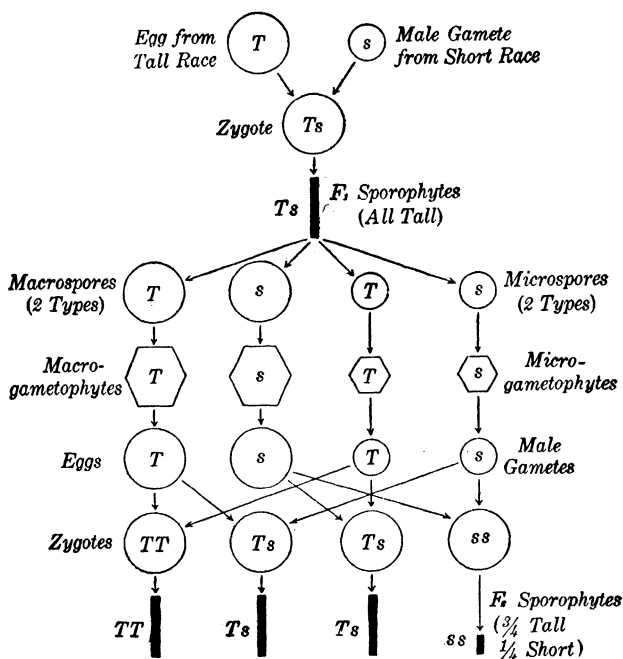 Egg from
Tall Race
T
s
Male Gamete
from Short Race
Zygote
Ts
Ts
F₁ Sporophytes
(All Tall)
Macrospores
(2 Types)
T
s
T
s
Microspores
(2 Types)
Macro-
gametophytes
T
s
T
s
Micro-
gametophytes
Eggs
T
s
T
s
Male
Gametes
Zygotes
TT
Ts
Ts
ss
TT
Ts
Ts
ss
F₂ Sporophytes
(¾ Tall
¼ Short)